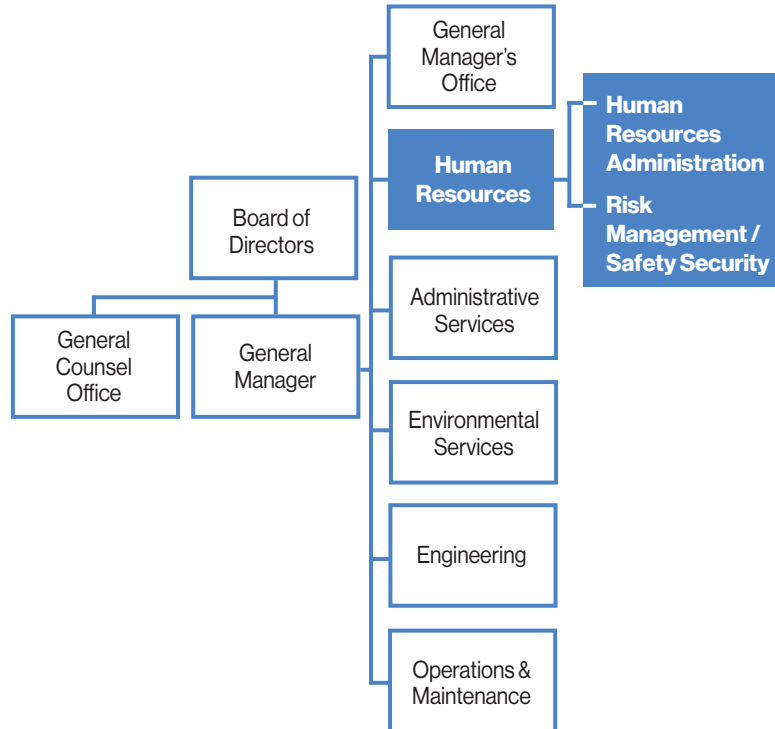 General
Manager's
Office
Human
Resources
Human
Resources
Administration
Risk
Management /
Safety Security
Board of
Directors
General
Counsel
Office
General
Manager
Administrative
Services
Environmental
Services
Engineering
Operations &
Maintenance